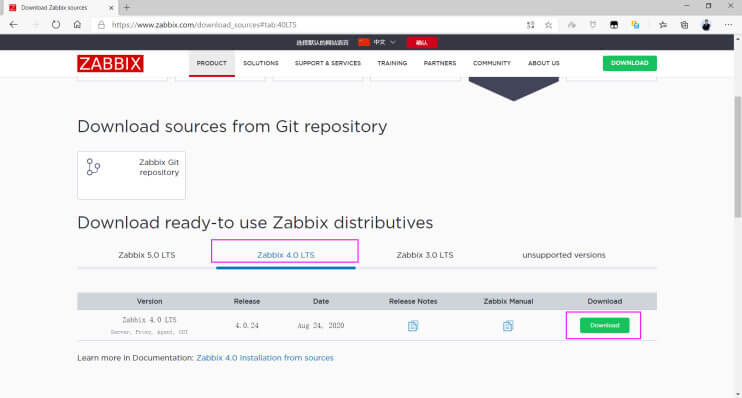 Download Zabbix sources
https://www.zabbix.com/download_sources#tab:40LTS
选择默认的网站语言 中文 确认
ZABBIX PRODUCT SOLUTIONS SUPPORT & SERVICES TRAINING PARTNERS COMMUNITY ABOUT US DOWNLOAD
Download sources from Git repository
Zabbix Git
repository
Download ready-to use Zabbix distributives
Zabbix 5.0 LTS Zabbix 4.0 LTS Zabbix 3.0 LTS unsupported versions
Version Release Date Release Notes Zabbix Manual Download
Zabbix 4.0 LTS 4.0.24 Aug 24, 2020 Download
Server, Proxy, Agent, GUI
Learn more in Documentation: Zabbix 4.0 Installation from sources